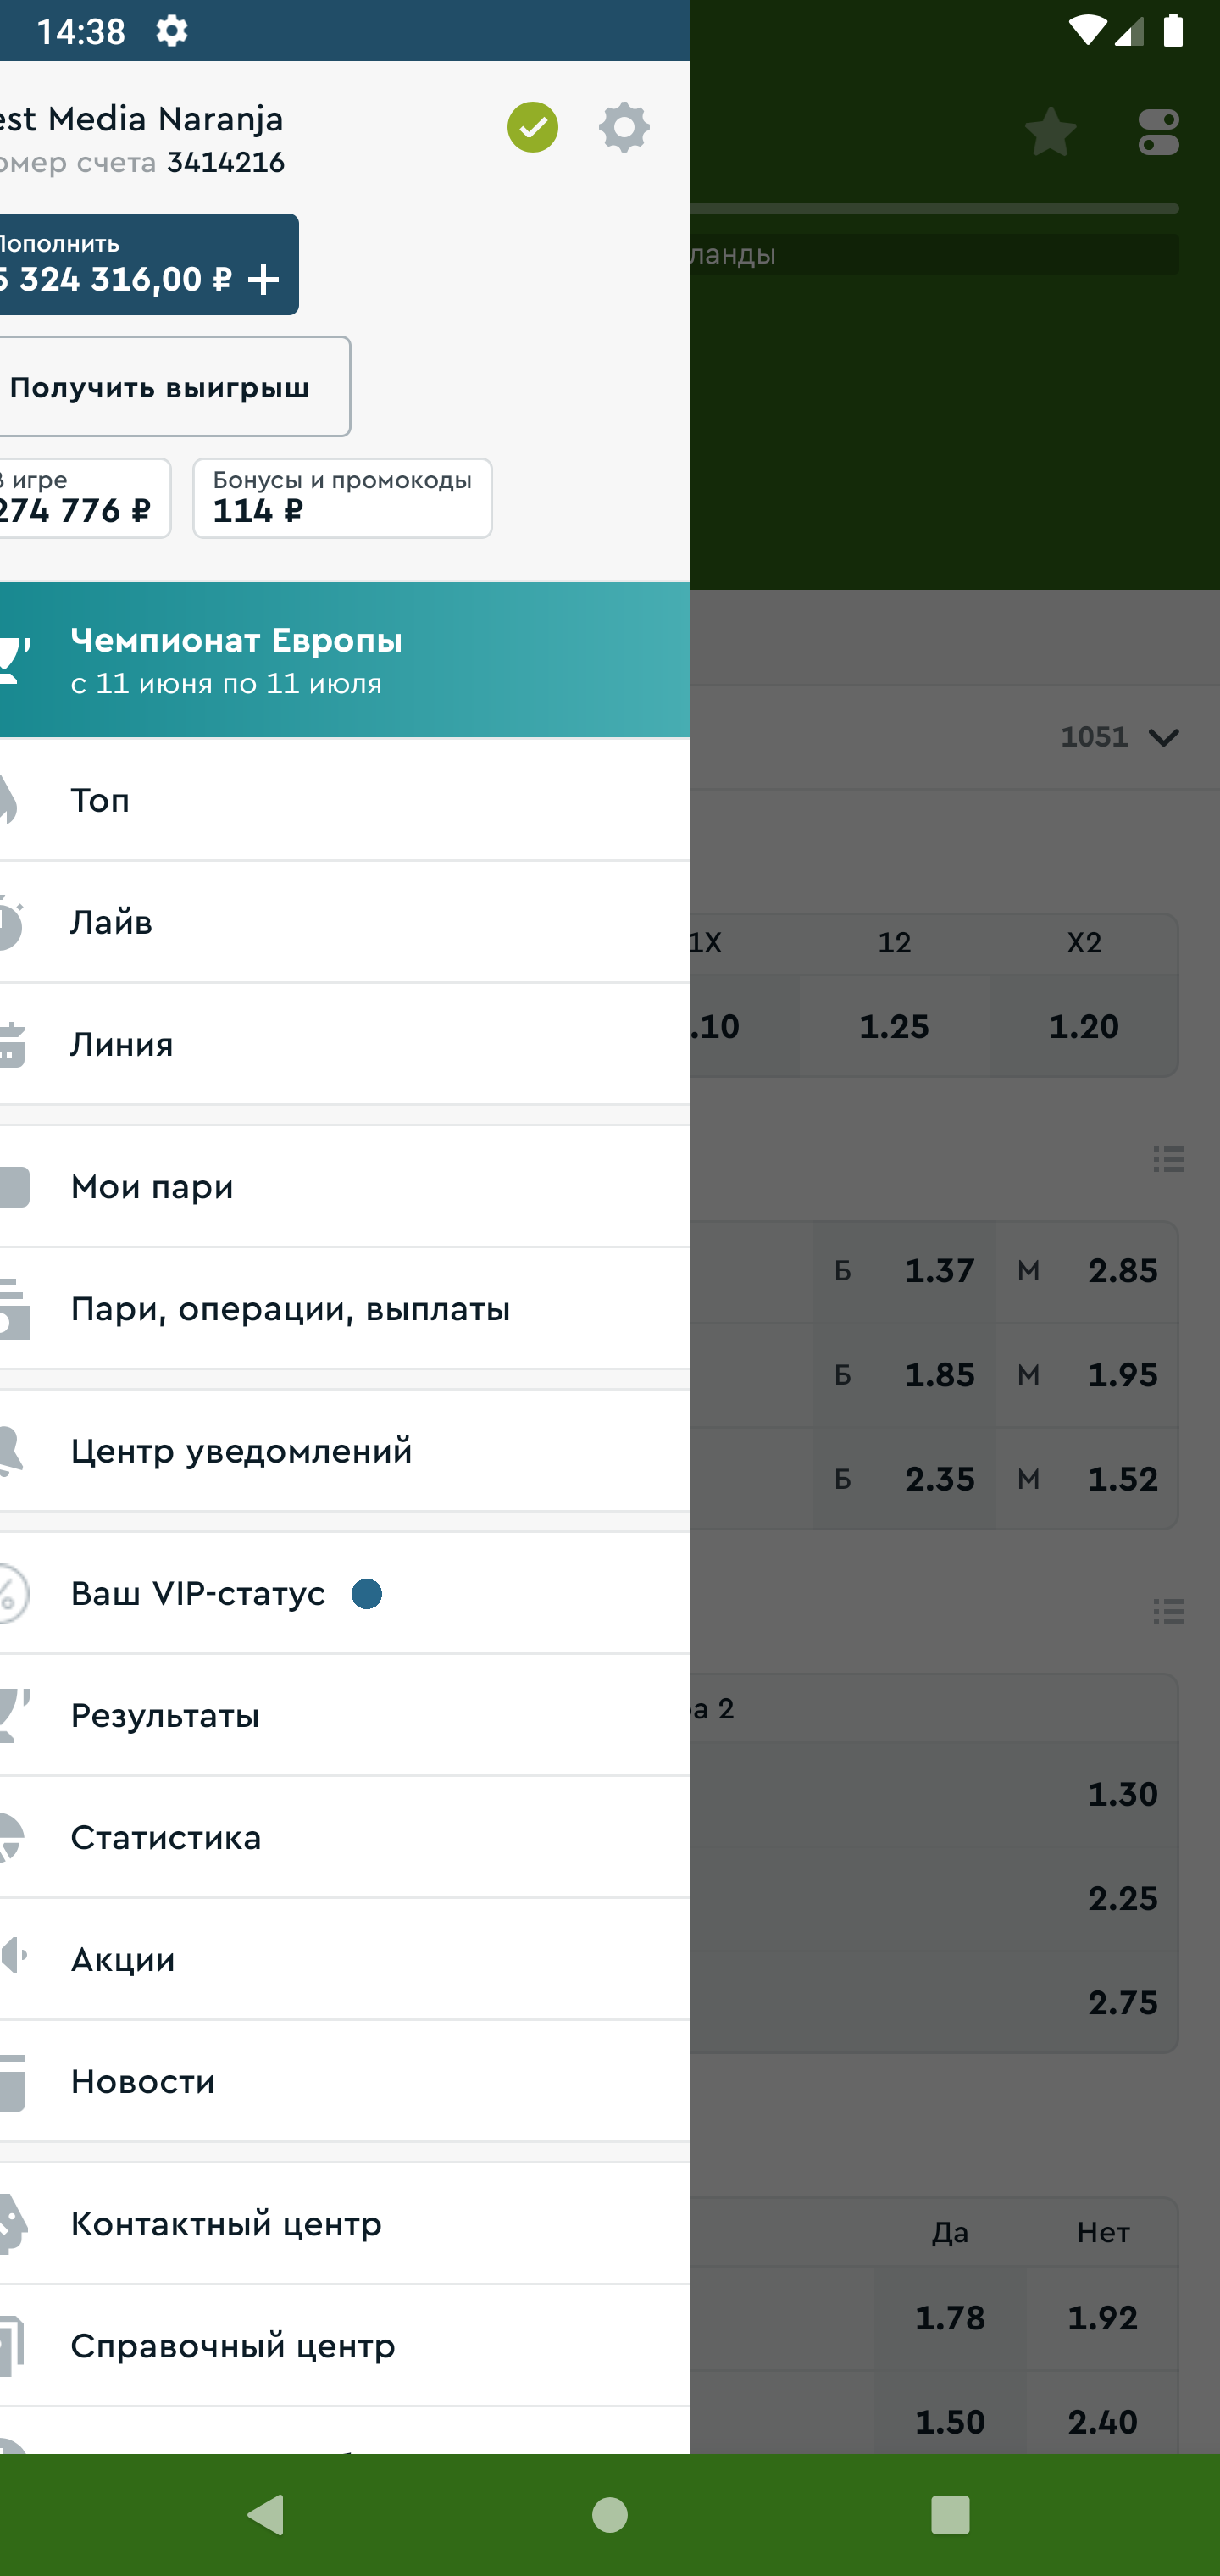 14:38
est Media Naranja
омер счета 3414216
Пополнить
5 324 316,00 ₽ +
Получить выигрыш
В игре
274 776 ₽
Бонусы и промокоды
114 ₽
Чемпионат Европы
с 11 июня по 11 июля
Топ
Лайв
Линия
Мои пари
Пари, операции, выплаты
Центр уведомлений
Ваш VIP-статус
Результаты
Статистика
Акции
Новости
Контактный центр
Справочный центр
ланды
1051
1X 12 X2
.10 1.25 1.20
Б 1.37 М 2.85
Б 1.85 М 1.95
Б 2.35 М 1.52
а 2
1.30
2.25
2.75
Да Нет
1.78 1.92
1.50 2.40